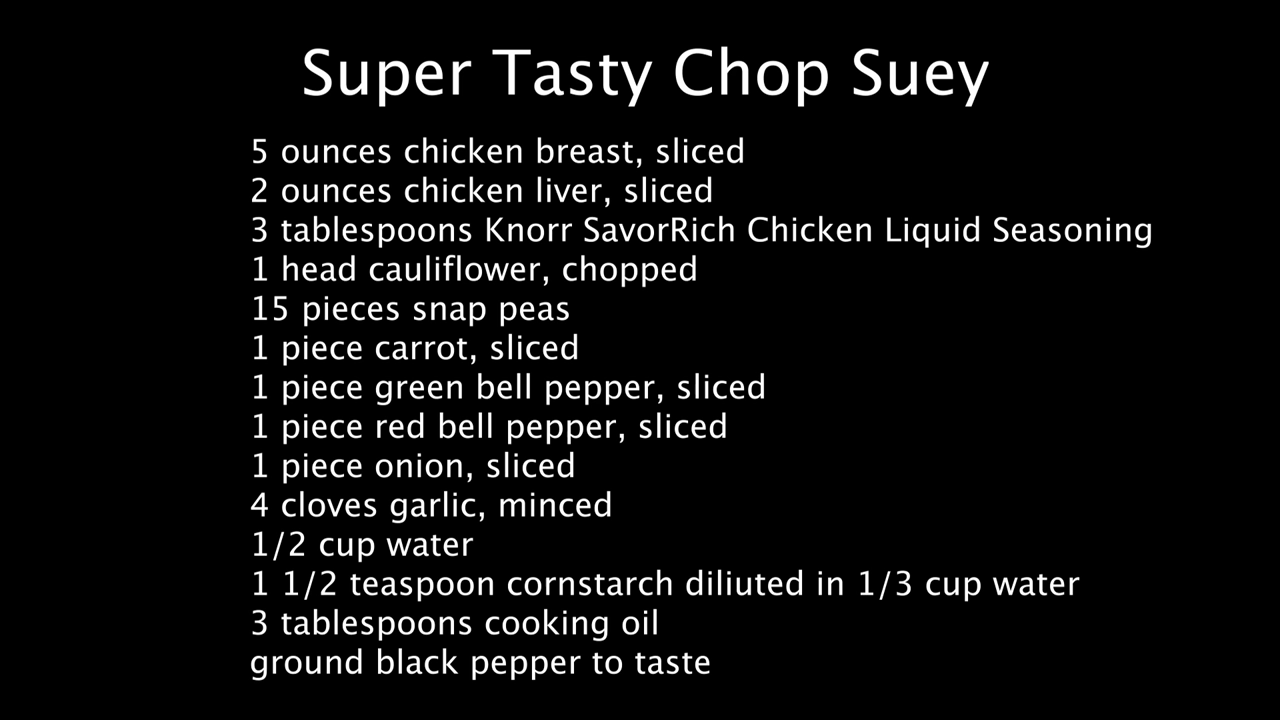 Super Tasty Chop Suey
5 ounces chicken breast, sliced
2 ounces chicken liver, sliced
3 tablespoons Knorr SavorRich Chicken Liquid Seasoning
1 head cauliflower, chopped
15 pieces snap peas
1 piece carrot, sliced
1 piece green bell pepper, sliced
1 piece red bell pepper, sliced
1 piece onion, sliced
4 cloves garlic, minced
1/2 cup water
1 1/2 teaspoon cornstarch diliuted in 1/3 cup water
3 tablespoons cooking oil
ground black pepper to taste